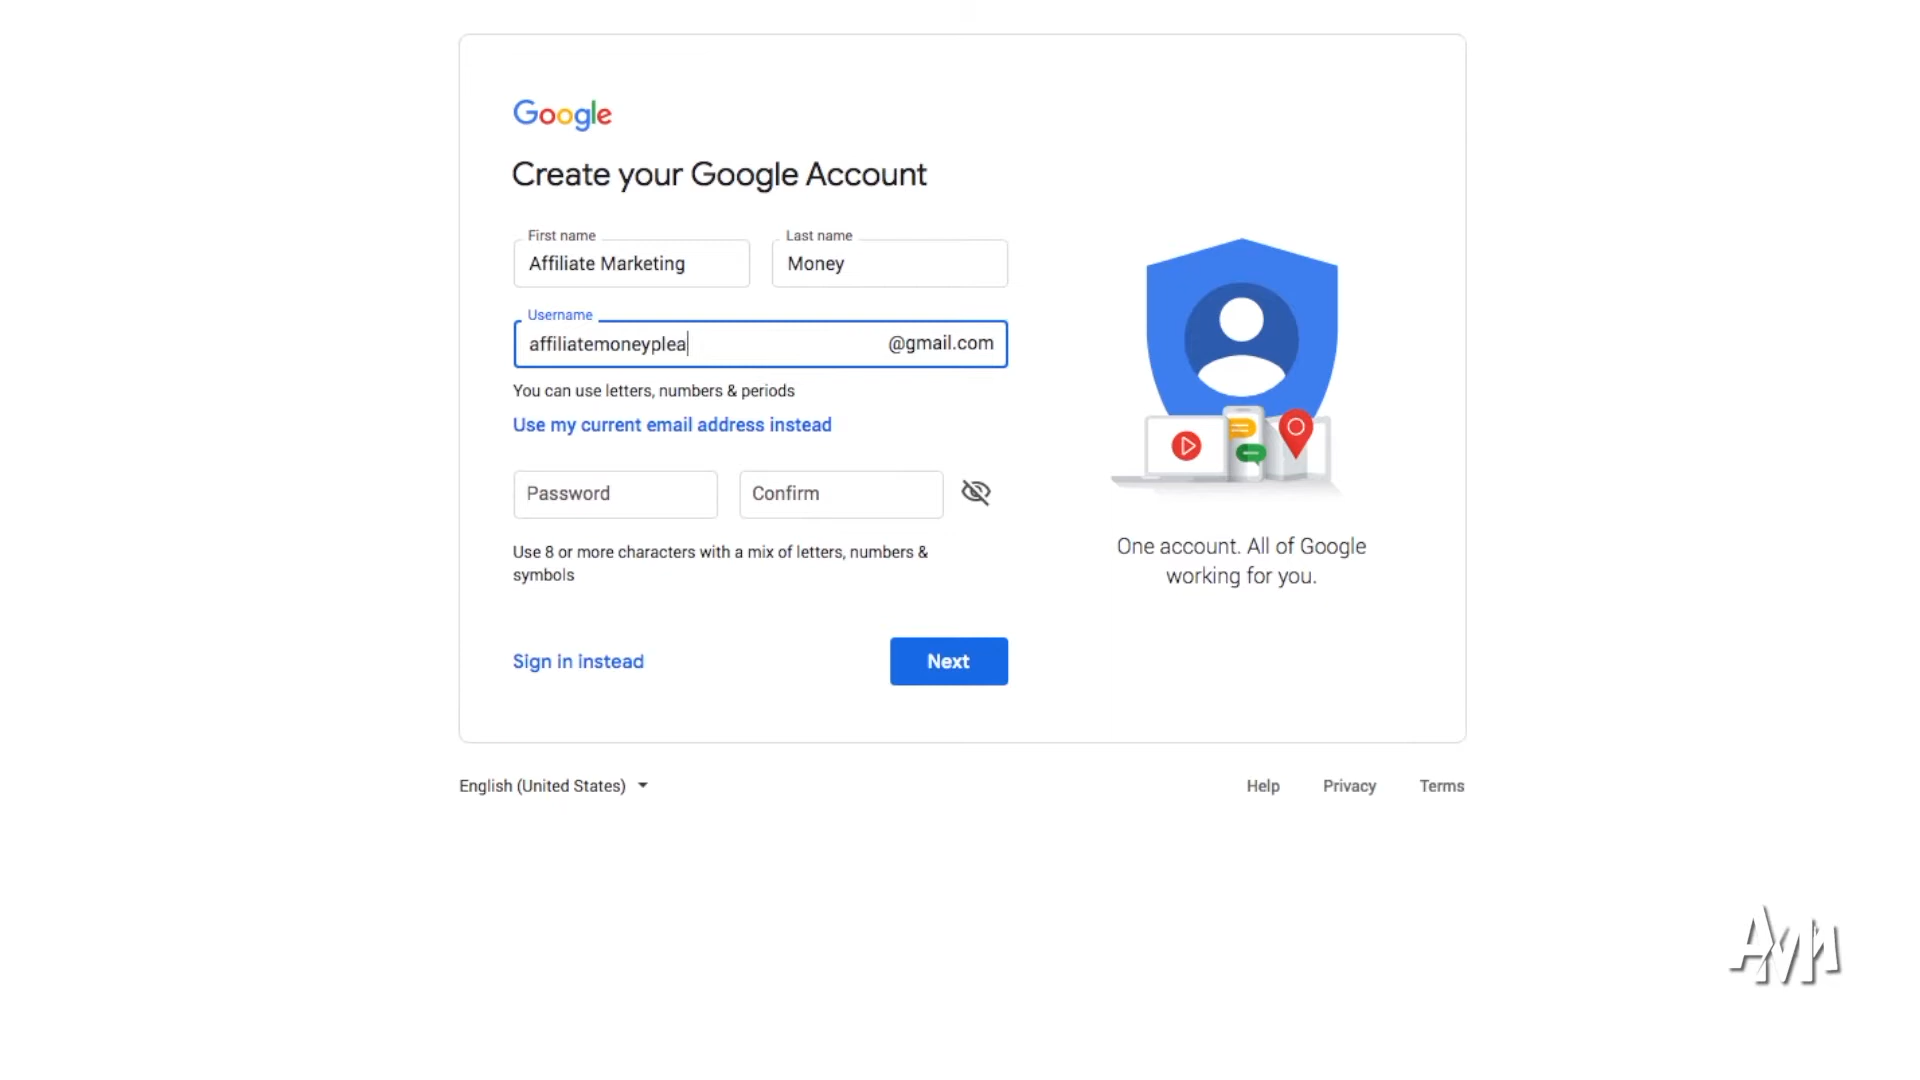 Google
Create your Google Account
First name
Last name
Affiliate Marketing
Money
Username
affiliatemoneyplea
@gmail.com
You can use letters, numbers & periods
Use my current email address instead
Password
Confirm
Use 8 or more characters with a mix of letters, numbers &
symbols
Sign in instead
Next
One account. All of Google
working for you.
English (United States)
Help
Privacy
Terms